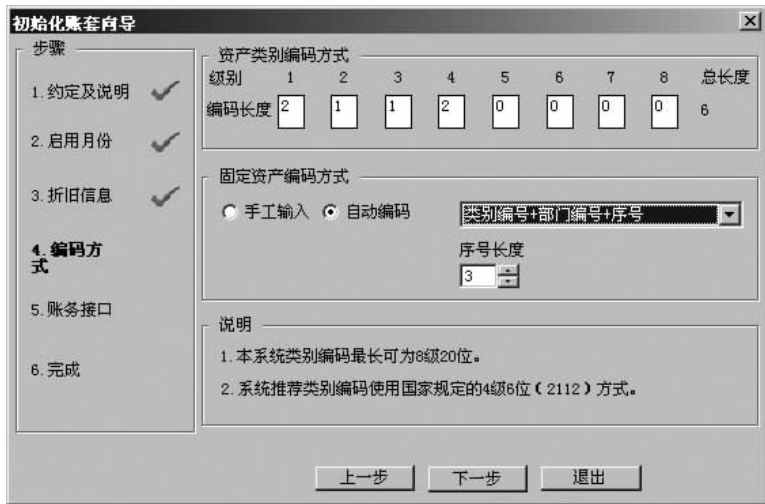 初始化账套向导
步骤
1.约定及说明
2.启用月份
3.折旧信息
4.编码方
式
5.账务接口
6.完成
资产类别编码方式
级别 1 2 3 4 5 6 7 8 总长度
编码长度 2 1 1 2 0 0 0 0 6
固定资产编码方式
手工输入 自动编码 类别编号+部门编号+序号
序号长度
3
说明
1.本系统类别编码最长可为8级20位。
2.系统推荐类别编码使用国家规定的4级6位(2112)方式。
上一步 下一步 退出